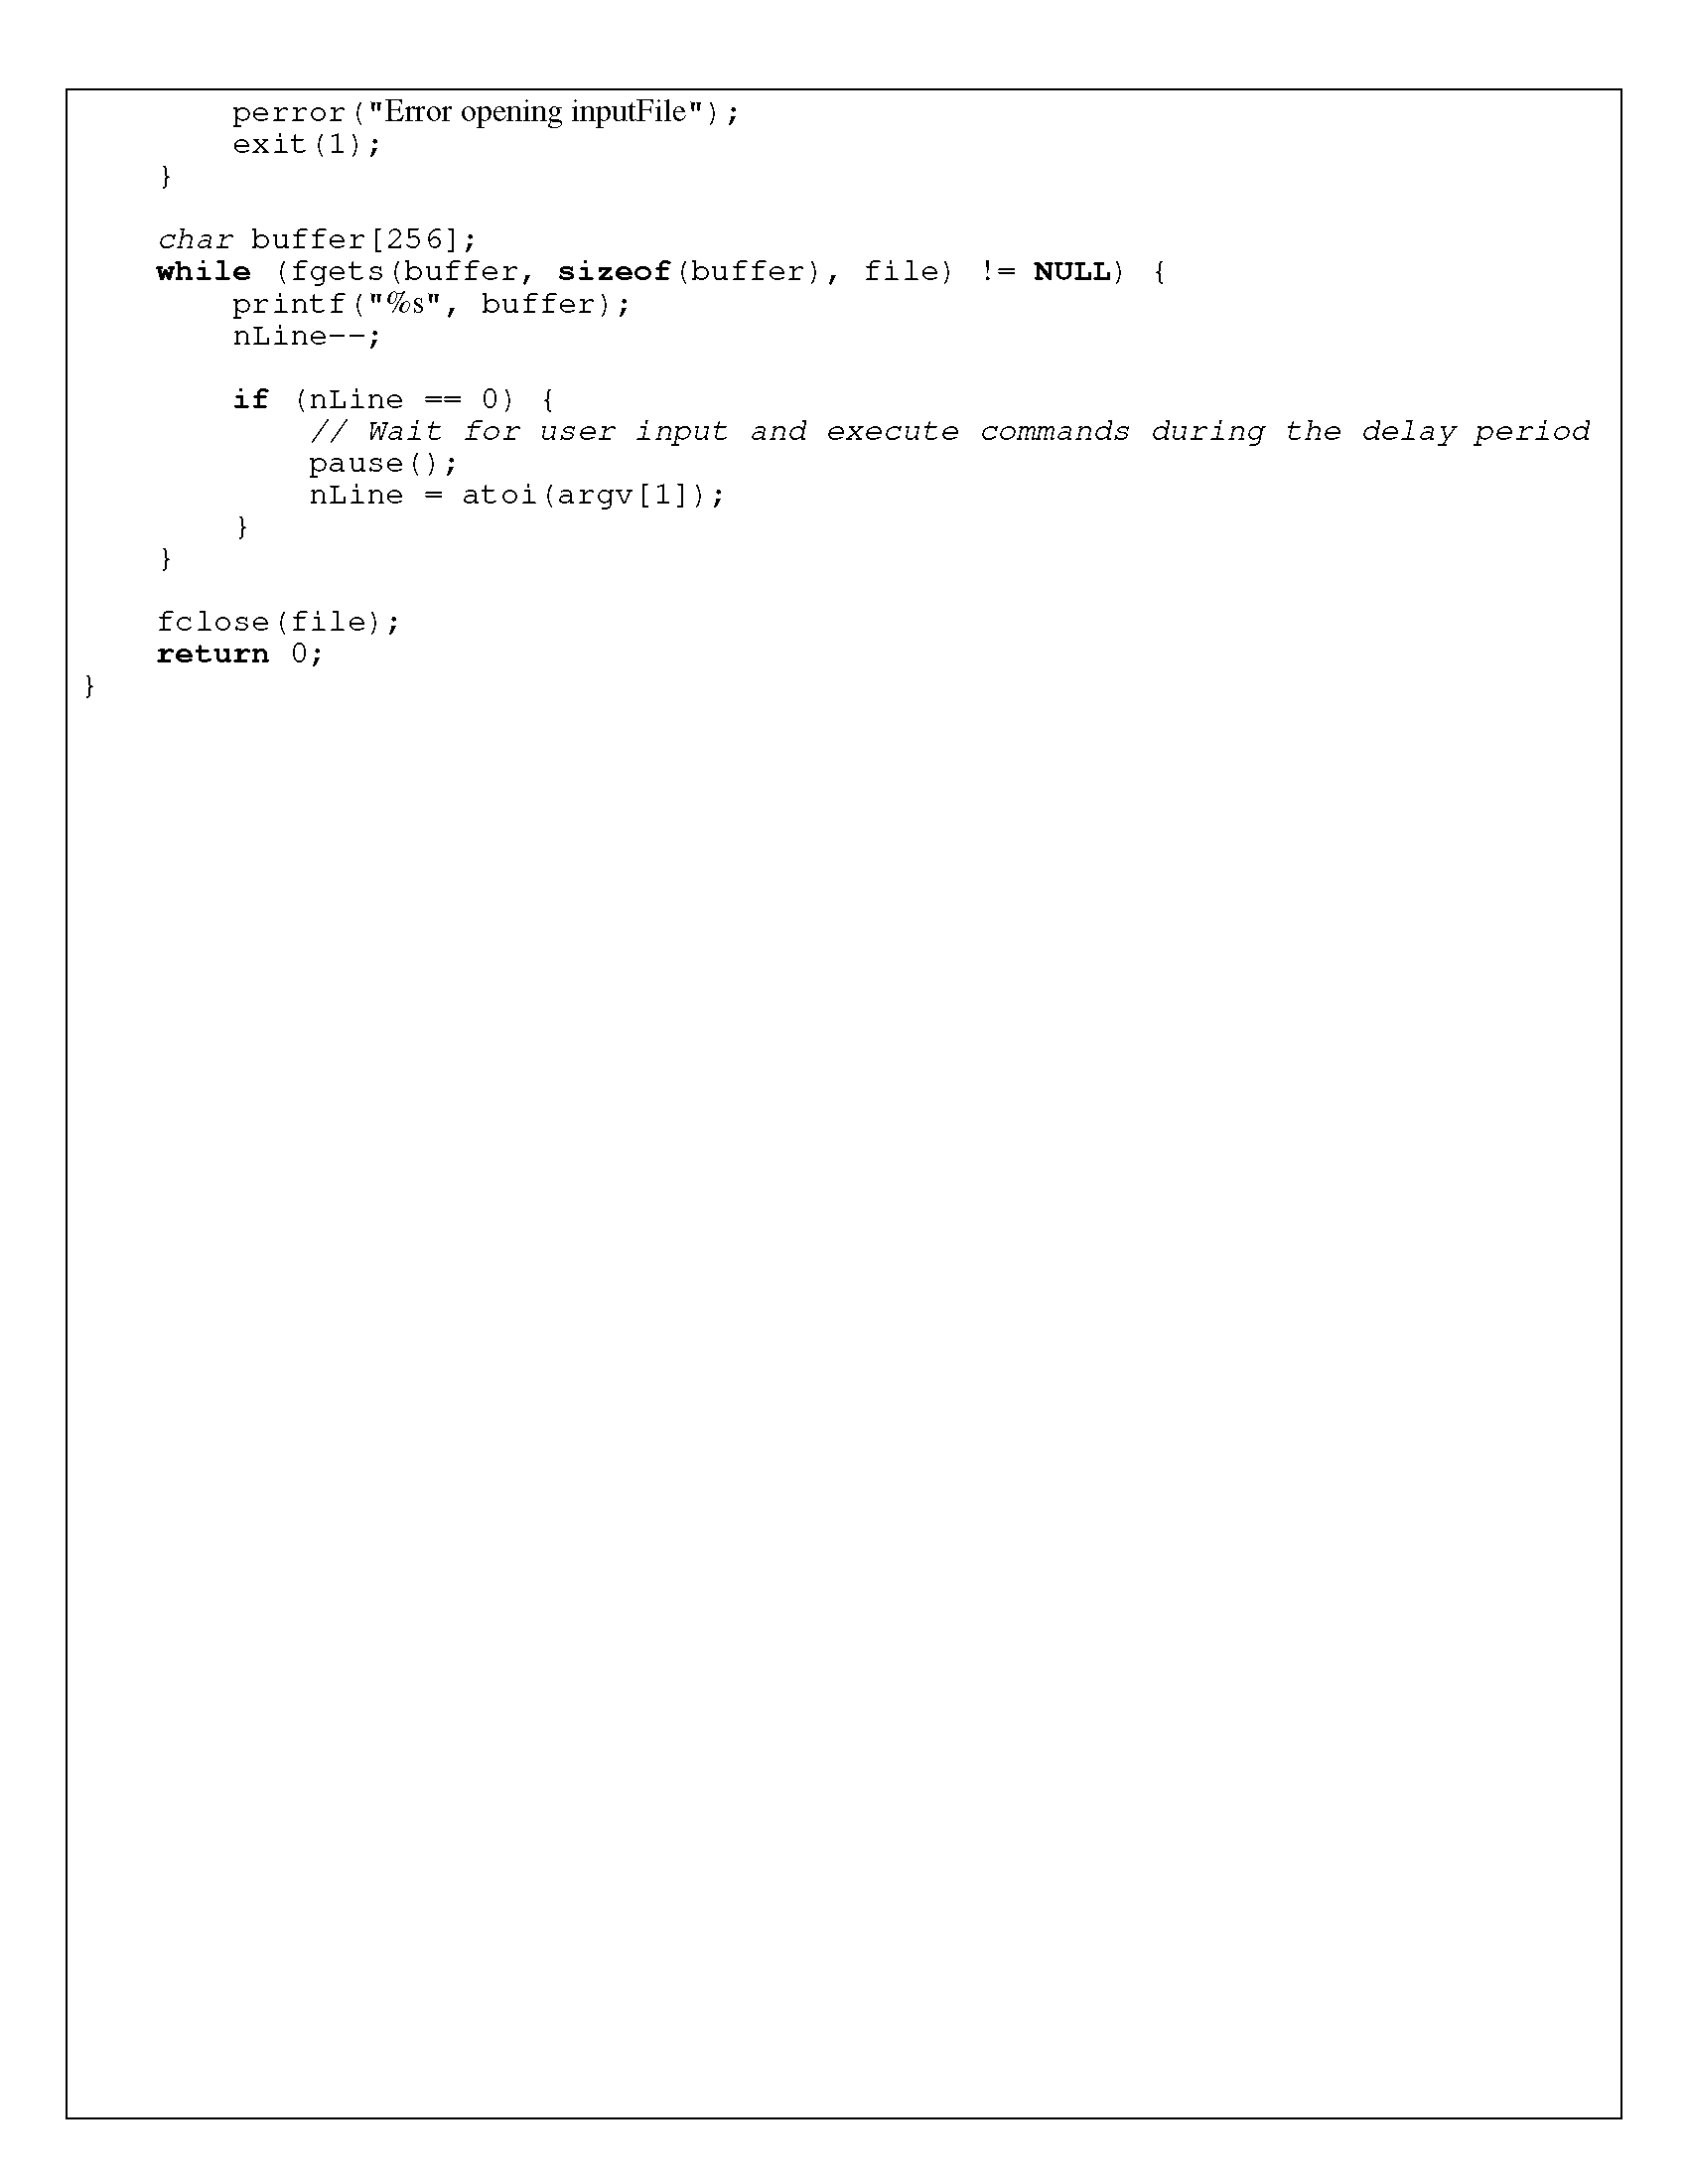 perror("Error opening inputFile");
exit(1);
}
char buffer[256];
while (fgets(buffer, sizeof(buffer), file) != NULL) {
printf("%s", buffer);
nLine--;
if (nLine == 0) {
// Wait for user input and execute commands during the delay period
pause();
nLine = atoi(argv[1]);
}
}
fclose(file);
return 0;
}